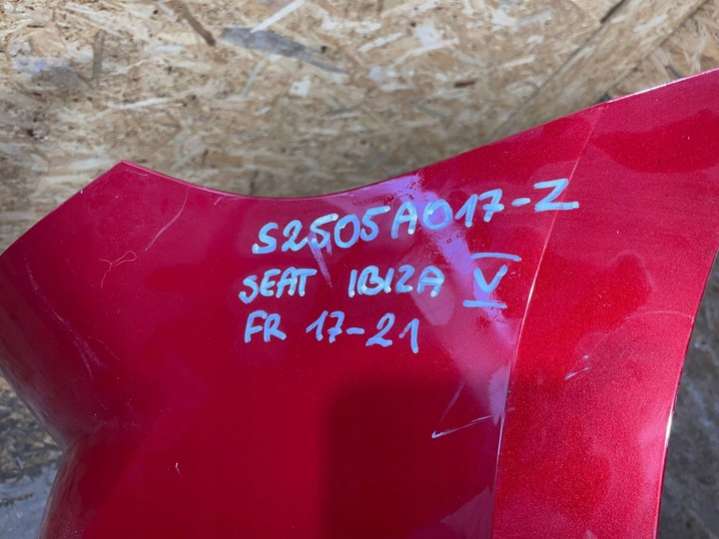 S2505A017-Z
SEAT IBIZA V
FR 17-21